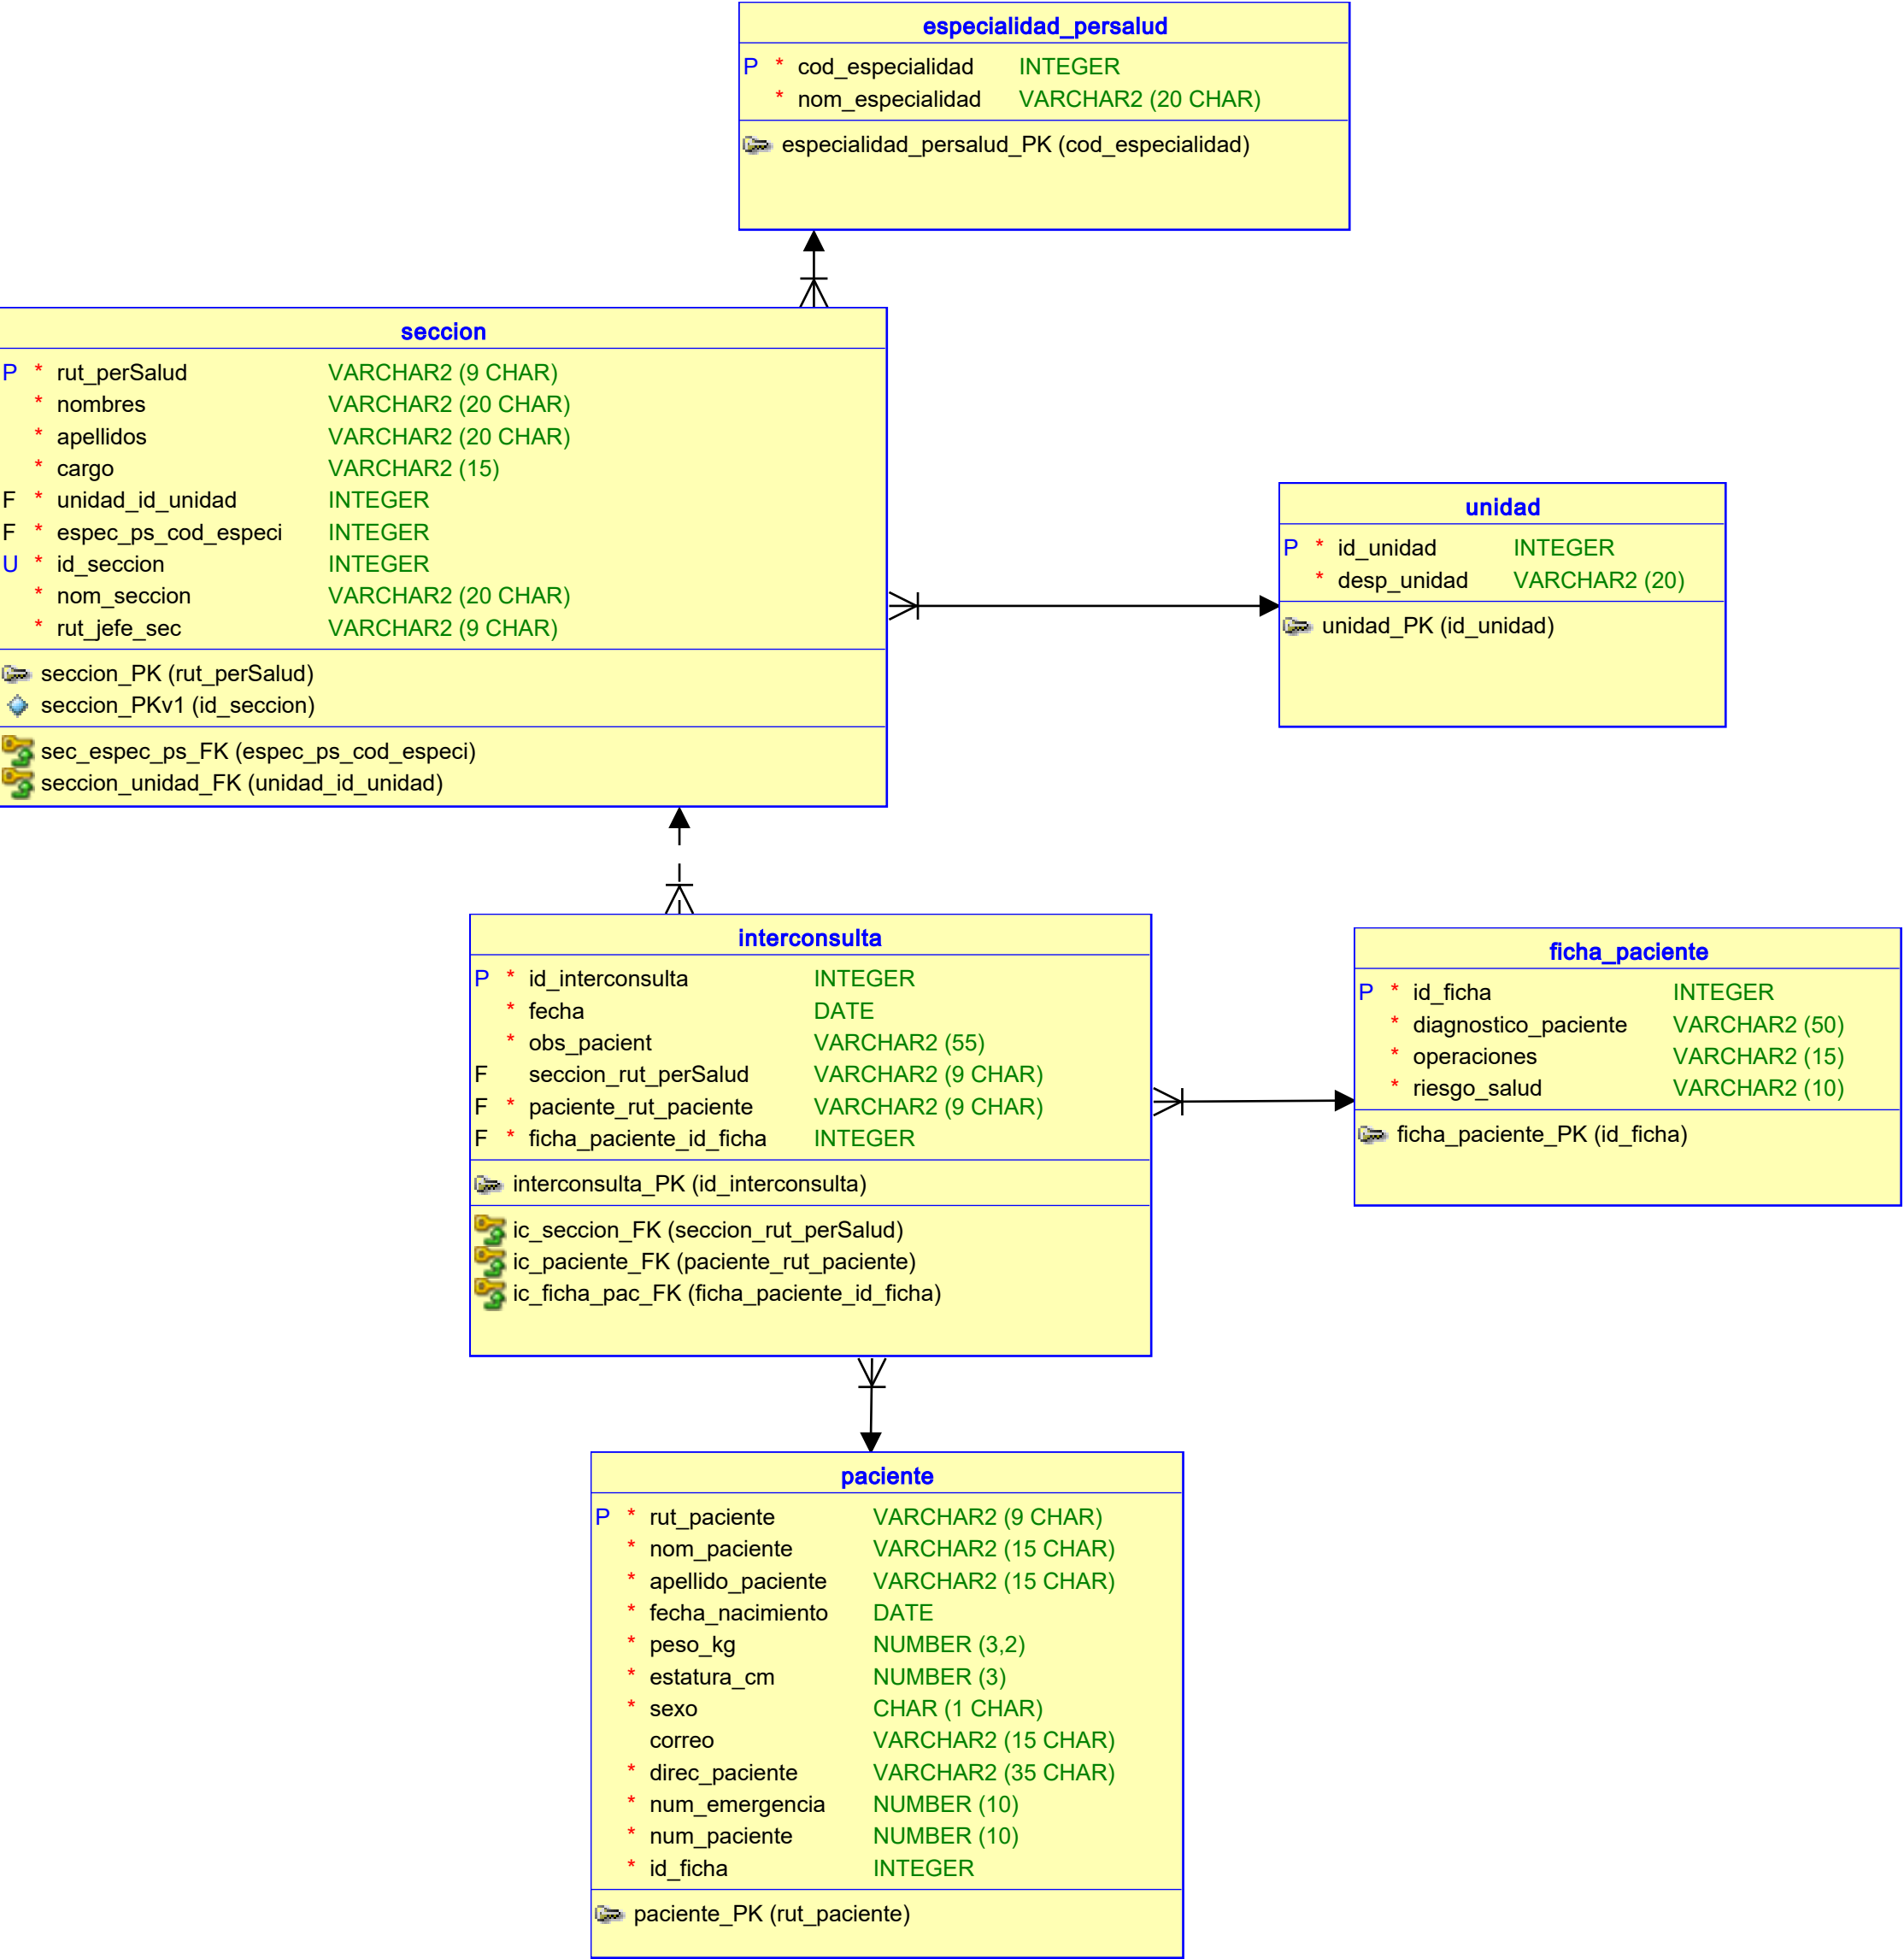 especialidad_persalud
P * cod_especialidad INTEGER
* nom_especialidad VARCHAR2 (20 CHAR)
especialidad_persalud_PK (cod_especialidad)
seccion
P * rut_perSalud VARCHAR2 (9 CHAR)
* nombres VARCHAR2 (20 CHAR)
* apellidos VARCHAR2 (20 CHAR)
* cargo VARCHAR2 (15)
F * unidad_id_unidad INTEGER
F * espec_ps_cod_especi INTEGER
U * id_seccion INTEGER
* nom_seccion VARCHAR2 (20 CHAR)
* rut_jefe_sec VARCHAR2 (9 CHAR)
seccion_PK (rut_perSalud)
seccion_PKv1 (id_seccion)
sec_espec_ps_FK (espec_ps_cod_especi)
seccion_unidad_FK (unidad_id_unidad)
unidad
P * id_unidad INTEGER
* desp_unidad VARCHAR2 (20)
unidad_PK (id_unidad)
interconsulta
P * id_interconsulta INTEGER
* fecha DATE
* obs_pacient VARCHAR2 (55)
F seccion_rut_perSalud VARCHAR2 (9 CHAR)
F * paciente_rut_paciente VARCHAR2 (9 CHAR)
F * ficha_paciente_id_ficha INTEGER
interconsulta_PK (id_interconsulta)
ic_seccion_FK (seccion_rut_perSalud)
ic_paciente_FK (paciente_rut_paciente)
ic_ficha_pac_FK (ficha_paciente_id_ficha)
ficha_paciente
P * id_ficha INTEGER
* diagnostico_paciente VARCHAR2 (50)
* operaciones VARCHAR2 (15)
* riesgo_salud VARCHAR2 (10)
ficha_paciente_PK (id_ficha)
paciente
P * rut_paciente VARCHAR2 (9 CHAR)
* nom_paciente VARCHAR2 (15 CHAR)
* apellido_paciente VARCHAR2 (15 CHAR)
* fecha_nacimiento DATE
* peso_kg NUMBER (3,2)
* estatura_cm NUMBER (3)
* sexo CHAR (1 CHAR)
correo VARCHAR2 (15 CHAR)
* direc_paciente VARCHAR2 (35 CHAR)
* num_emergencia NUMBER (10)
* num_paciente NUMBER (10)
* id_ficha INTEGER
paciente_PK (rut_paciente)